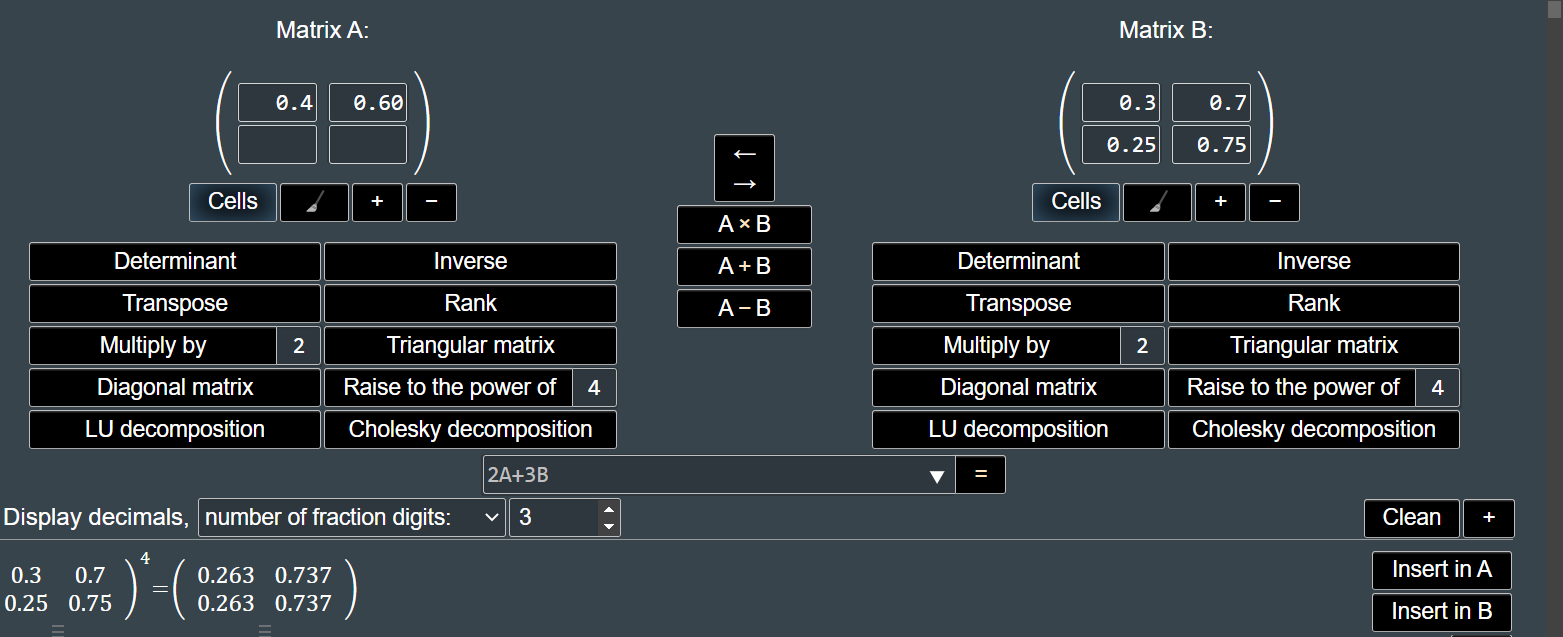 Matrix A: Matrix B:
0.4 0.60 0.3 0.7
0.25 0.75
←
→
Cells + − Cells + −
A × B
Determinant Inverse Determinant Inverse
A + B
Transpose Rank Transpose Rank
A − B
Multiply by 2 Triangular matrix Multiply by 2 Triangular matrix
Diagonal matrix Raise to the power of 4 Diagonal matrix Raise to the power of 4
LU decomposition Cholesky decomposition LU decomposition Cholesky decomposition
2A+3B ▼ =
Display decimals, number of fraction digits: 3 Clean +
0.3 0.7 4 = 0.263 0.737
0.25 0.75 0.263 0.737
Insert in A
Insert in B